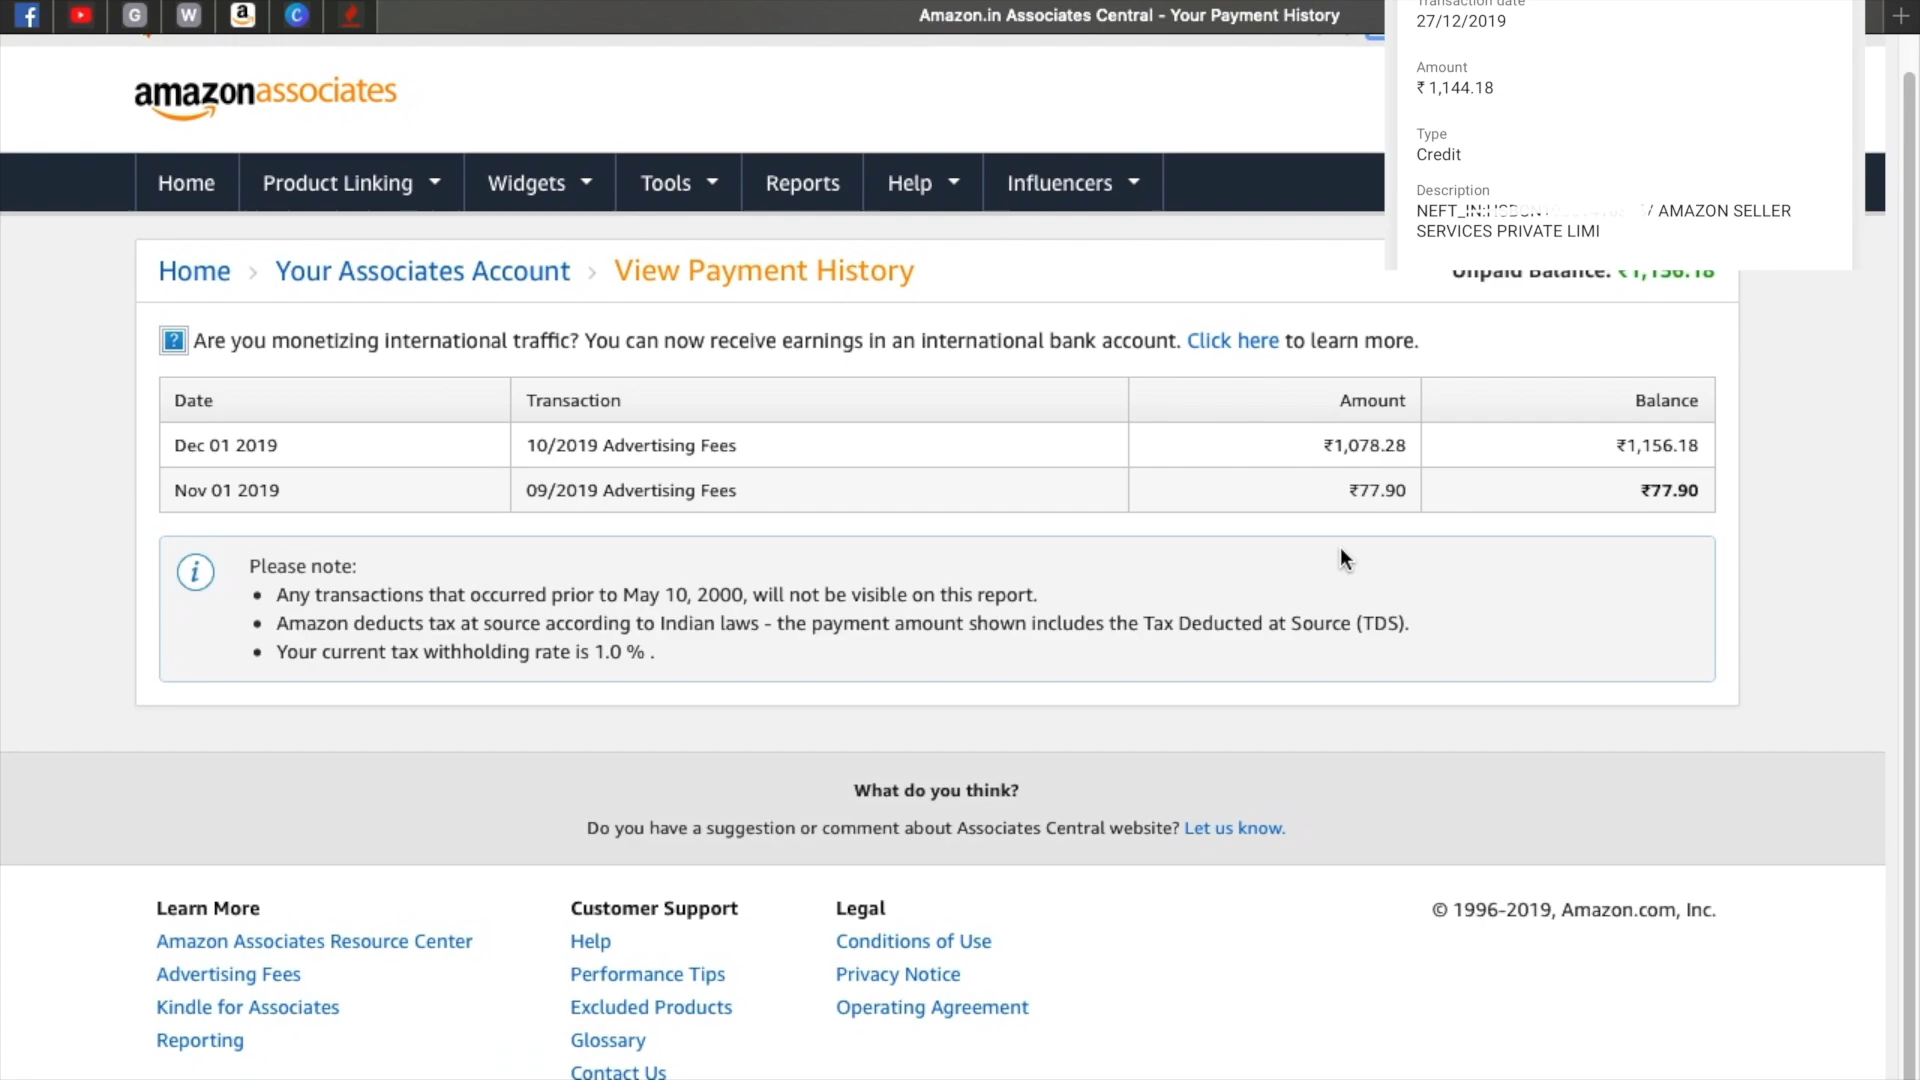 G
W
a
C
Amazon.in Associates Central - Your Payment History
Transaction date
27/12/2019
Amount
₹ 1,144.18
Type
Credit
Description
/ AMAZON SELLER
SERVICES PRIVATE LIMI
amazonassociates
Home
Product Linking
Widgets
Tools
Reports
Help
Influencers
Home › Your Associates Account › View Payment History
Unpaid Balance: ₹1,156.18
? Are you monetizing international traffic? You can now receive earnings in an international bank account. Click here to learn more.
Date Transaction Amount Balance
Dec 01 2019 10/2019 Advertising Fees ₹1,078.28 ₹1,156.18
Nov 01 2019 09/2019 Advertising Fees ₹77.90 ₹77.90
i
Please note:
• Any transactions that occurred prior to May 10, 2000, will not be visible on this report.
• Amazon deducts tax at source according to Indian laws - the payment amount shown includes the Tax Deducted at Source (TDS).
• Your current tax withholding rate is 1.0 % .
What do you think?
Do you have a suggestion or comment about Associates Central website? Let us know.
Learn More
Amazon Associates Resource Center
Advertising Fees
Kindle for Associates
Reporting
Customer Support
Help
Performance Tips
Excluded Products
Glossary
Contact Us
Legal
Conditions of Use
Privacy Notice
Operating Agreement
© 1996-2019, Amazon.com, Inc.